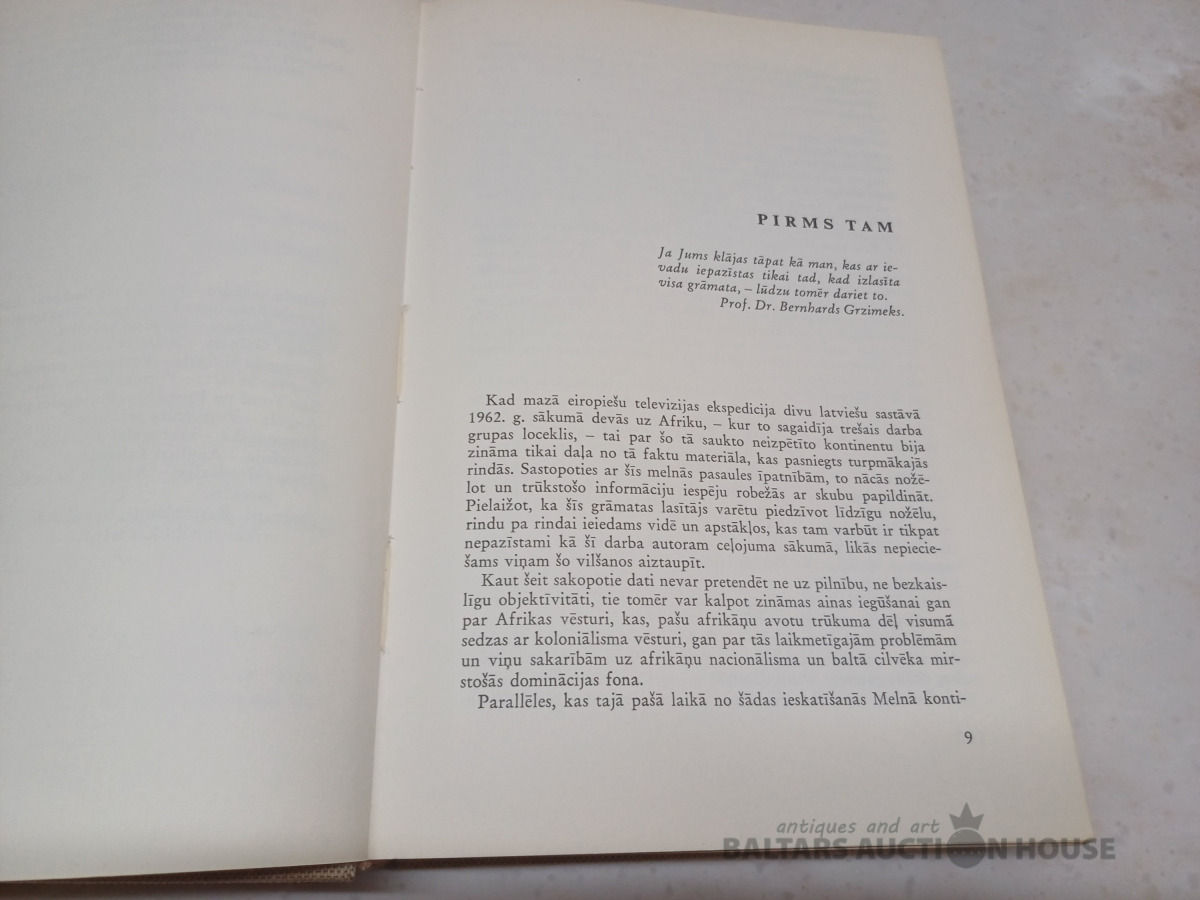 PIRMS TAM
Ja Jums klājas tāpat kā man, kas ar ie-
vadu iepazīstas tikai tad, kad izlasīta
visa grāmata, – lūdzu tomēr dariet to.
Prof. Dr. Bernhards Grzimeks.
Kad mazā eiropiešu televizijas ekspedicija divu latviešu sastāvā
1962. g. sākumā devās uz Afriku, – kur to sagaidīja trešais darba
grupas loceklis, – tai par šo tā saukto neizpētīto kontinentu bija
zināma tikai daļa no tā faktu materiāla, kas pasniegts turpmākajās
rindās. Sastopoties ar šīs melnās pasaules īpatnībām, to nācās nožē-
lot un trūkstošo informāciju iespēju robežās ar skubu papildināt.
Pielaižot, ka šīs grāmatas lasītājs varētu piedzīvot līdzīgu nožēlu,
rindu pa rindai ieiedams vidē un apstākļos, kas tam varbūt ir tikpat
nepazīstami kā šī darba autoram ceļojuma sākumā, likās nepiecie-
šams viņam šo vilšanos aiztaupīt.
Kaut šeit sakopotie dati nevar pretendēt ne uz pilnību, ne bezkais-
līgu objektīvitāti, tie tomēr var kalpot zināmas ainas iegūšanai gan
par Afrikas vēsturi, kas, pašu afrikāņu avotu trūkuma dēļ visumā
sedzas ar koloniālisma vēsturi, gan par tās laikmetīgajām problēmām
un viņu sakarībām uz afrikāņu nacionālisma un baltā cilvēka mir-
stošās dominācijas fona.
Parallēles, kas tajā pašā laikā no šādas ieskatīšanās Melnā konti-
9
antiques and art
BALTARS AUCTION HOUSE